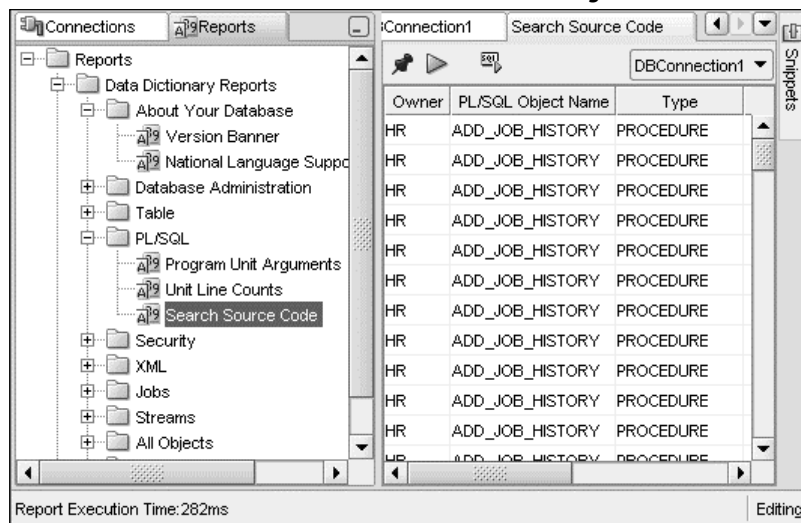 Connections
Reports
Connection1
Search Source Code
Reports
Data Dictionary Reports
About Your Database
Version Banner
National Language Suppo
Database Administration
Table
PL/SQL
Program Unit Arguments
Unit Line Counts
Search Source Code
Security
XML
Jobs
Streams
All Objects
SQL
DBConnection1
Snippets
Owner PL/SQL Object Name Type
HR ADD_JOB_HISTORY PROCEDURE
HR ADD_JOB_HISTORY PROCEDURE
HR ADD_JOB_HISTORY PROCEDURE
HR ADD_JOB_HISTORY PROCEDURE
HR ADD_JOB_HISTORY PROCEDURE
HR ADD_JOB_HISTORY PROCEDURE
HR ADD_JOB_HISTORY PROCEDURE
HR ADD_JOB_HISTORY PROCEDURE
HR ADD_JOB_HISTORY PROCEDURE
HR ADD_JOB_HISTORY PROCEDURE
HR ADD_JOB_HISTORY PROCEDURE
HR ADD_JOB_HISTORY PROCEDURE
Report Execution Time:282ms
Editing